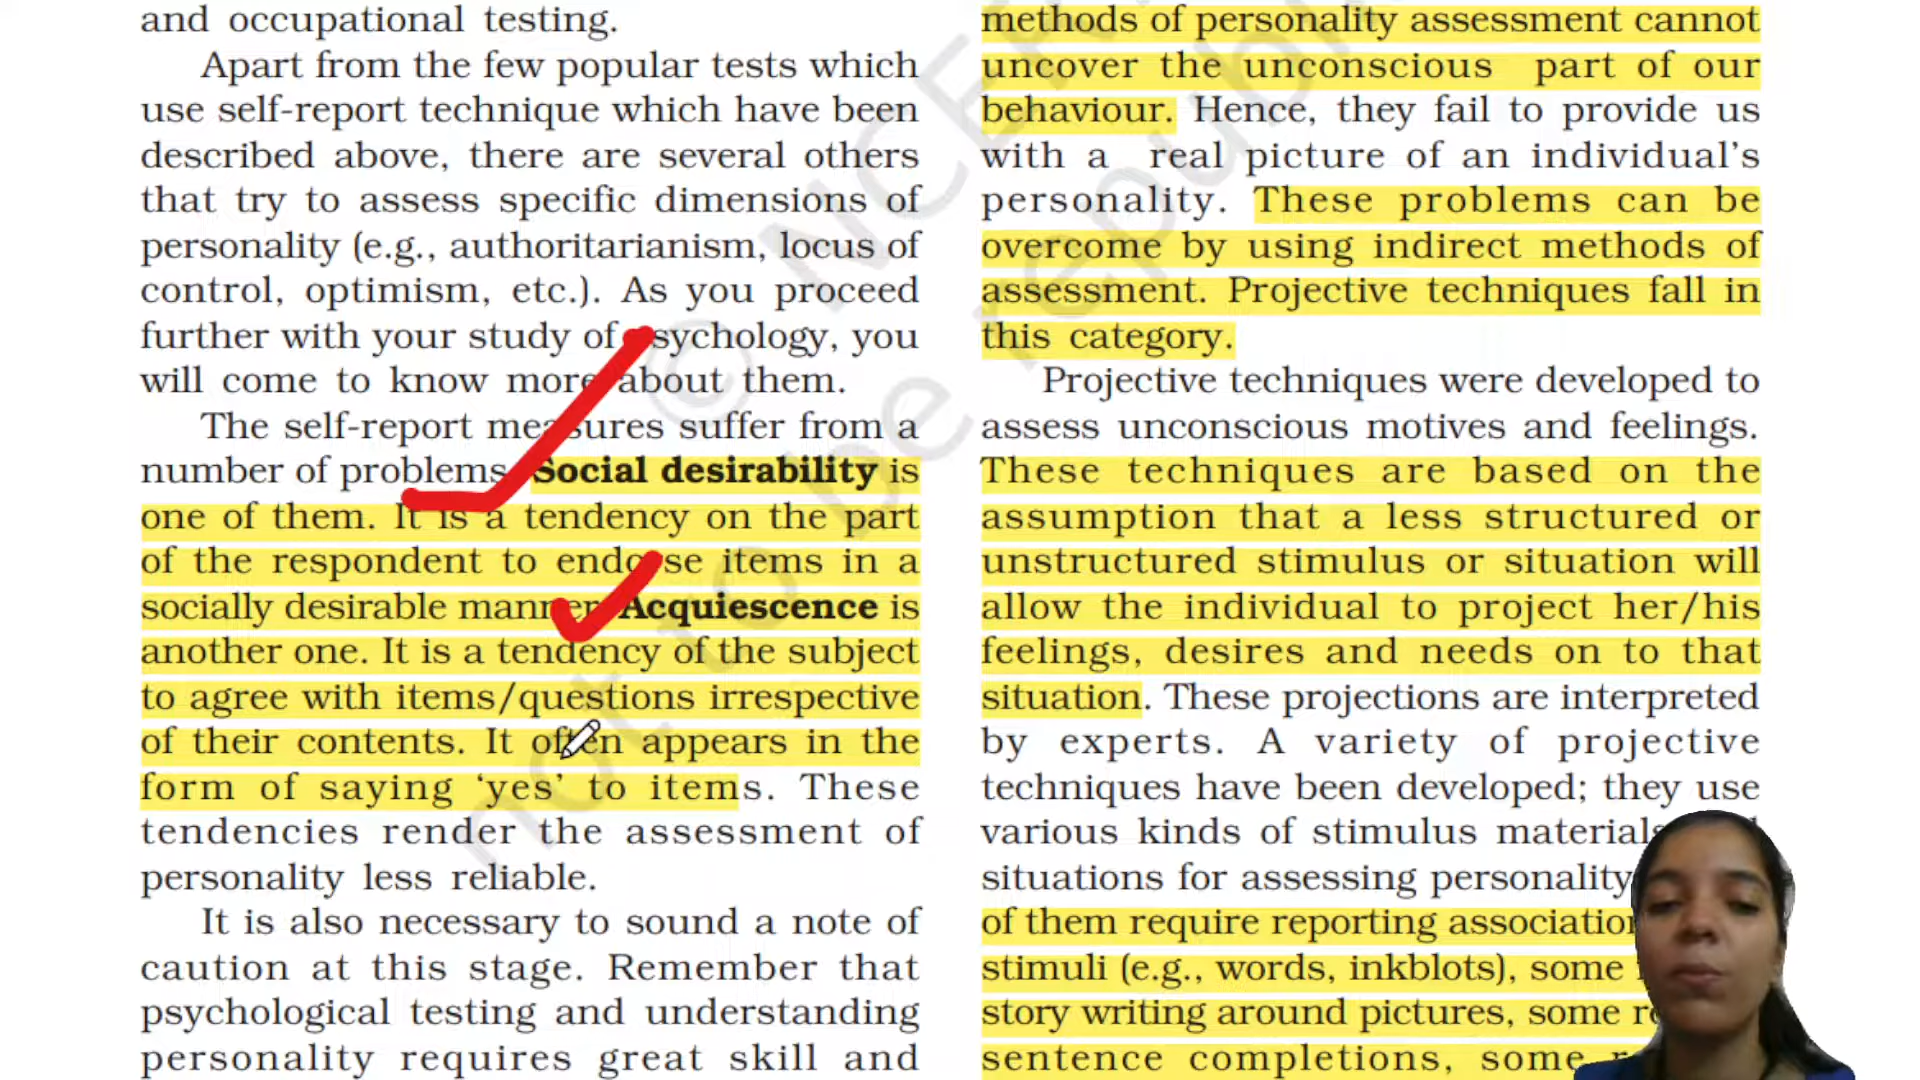 and occupational testing.
Apart from the few popular tests which
use self-report technique which have been
described above, there are several others
that try to assess specific dimensions of
personality (e.g., authoritarianism, locus of
control, optimism, etc.). As you proceed
further with your study of psychology, you
will come to know more about them.
The self-report measures suffer from a
number of problems. Social desirability is
one of them. It is a tendency on the part
of the respondent to endorse items in a
socially desirable manner. Acquiescence is
another one. It is a tendency of the subject
to agree with items/questions irrespective
of their contents. It often appears in the
form of saying ‘yes’ to items. These
tendencies render the assessment of
personality less reliable.
It is also necessary to sound a note of
caution at this stage. Remember that
psychological testing and understanding
personality requires great skill and
methods of personality assessment cannot
uncover the unconscious part of our
behaviour. Hence, they fail to provide us
with a real picture of an individual’s
personality. These problems can be
overcome by using indirect methods of
assessment. Projective techniques fall in
this category.
Projective techniques were developed to
assess unconscious motives and feelings.
These techniques are based on the
assumption that a less structured or
unstructured stimulus or situation will
allow the individual to project her/his
feelings, desires and needs on to that
situation. These projections are interpreted
by experts. A variety of projective
techniques have been developed; they use
various kinds of stimulus materials
situations for assessing personality
of them require reporting association
stimuli (e.g., words, inkblots), some
story writing around pictures, some
sentence completions, some
© NCER
not to be republ